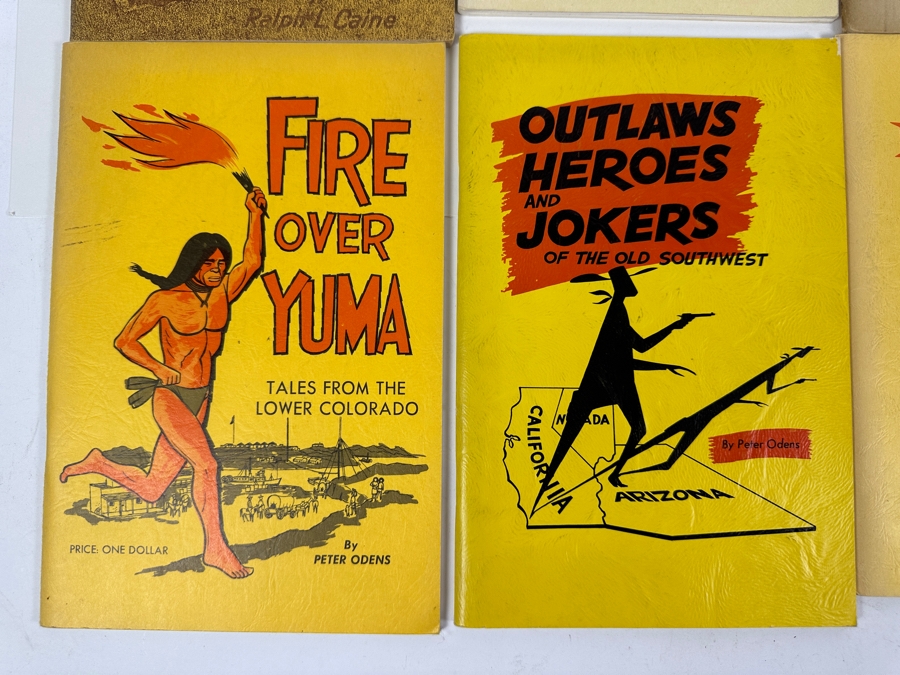 Ralph L. Caine
FIRE
OVER
YUMA
TALES FROM THE
LOWER COLORADO
PRICE: ONE DOLLAR
By
PETER ODENS
OUTLAWS
HEROES
AND
JOKERS
OF THE OLD SOUTHWEST
CALIFORNIA
NEVADA
By Peter Odens
ARIZONA